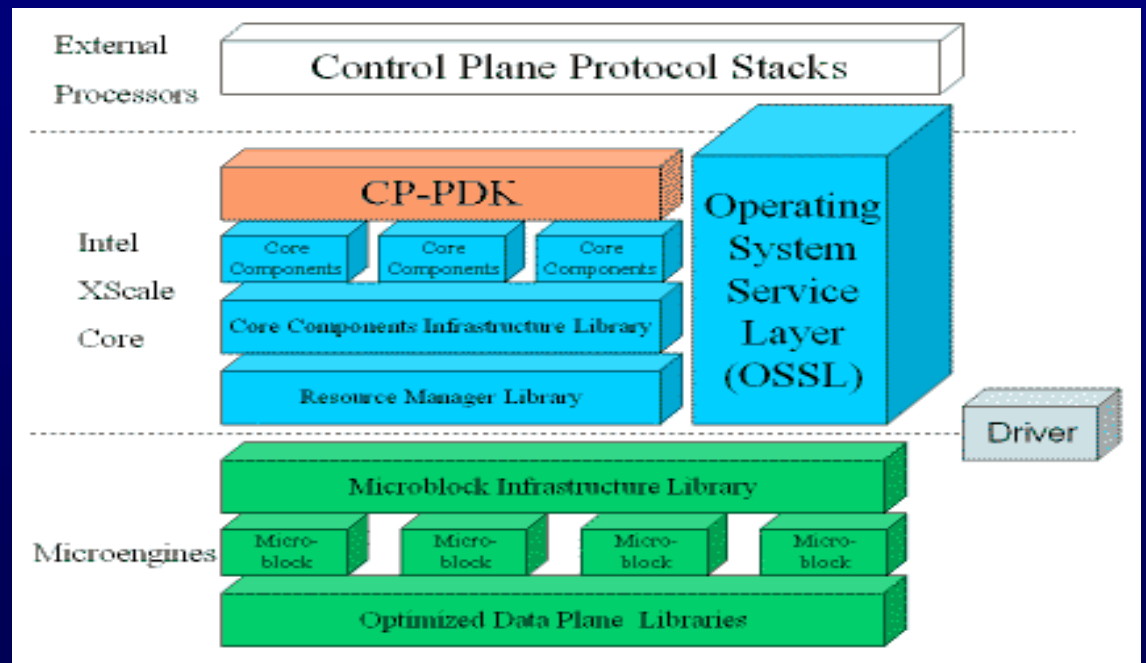 External
Processors
Control Plane Protocol Stacks
Intel
XScale
Core
CP-PDK
Core
Components
Core
Components
Core
Components
Core Components Infrastructure Library
Resource Manager Library
Operating
System
Service
Layer
(OSSL)
Driver
Microengines
Microblock Infrastructure Library
Micro-
block
Micro-
block
Micro-
block
Micro-
block
Optimized Data Plane Libraries